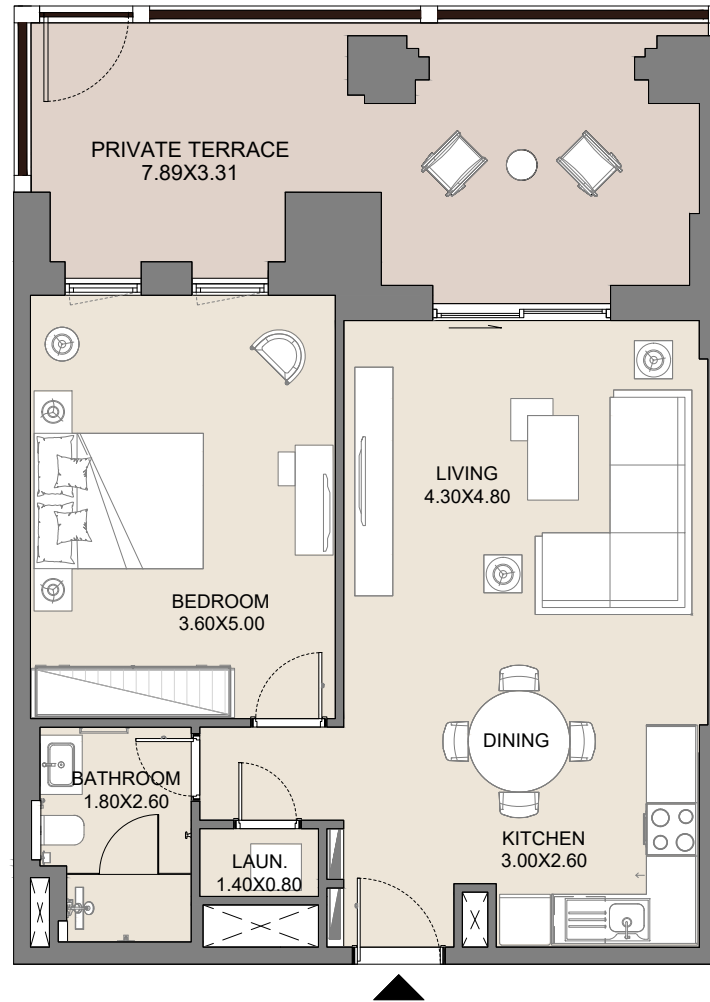 PRIVATE TERRACE
7.89X3.31
LIVING
4.30X4.80
BEDROOM
3.60X5.00
DINING
BATHROOM
1.80X2.60
KITCHEN
3.00X2.60
LAUN.
1.40X0.80